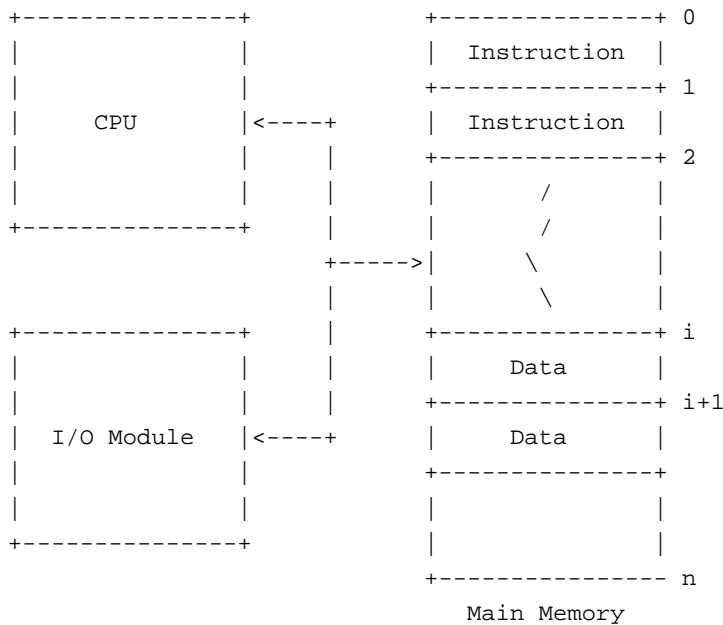 0
Instruction
1
CPU
Instruction
2
i
Data
i+1
I/O Module
Data
n
Main Memory